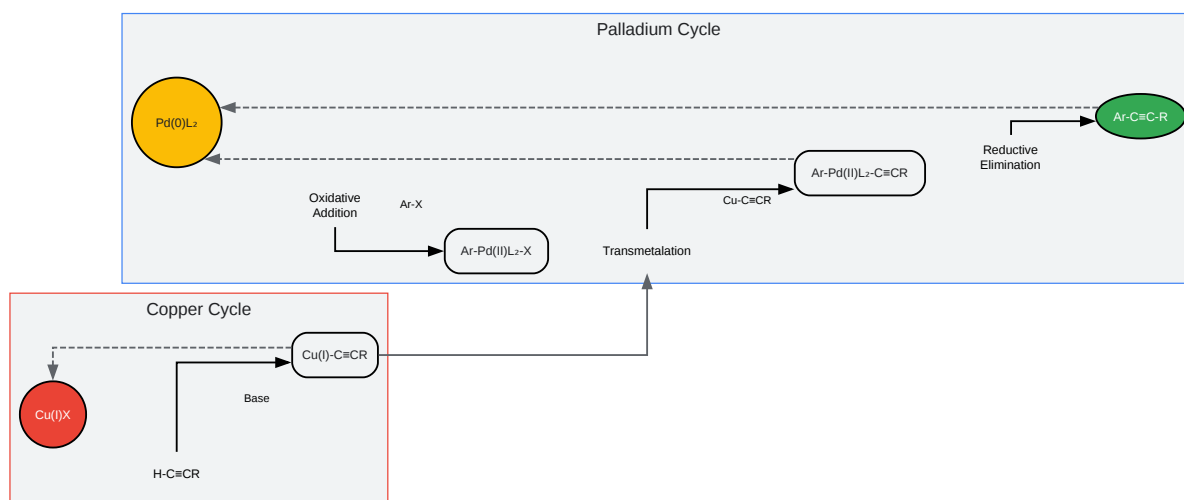 Palladium Cycle
Pd(0)L₂
Ar-C≡C-R
Reductive
Elimination
Ar-Pd(II)L₂-C≡CR
Cu-C≡CR
Oxidative
Addition
Ar-X
Ar-Pd(II)L₂-X
Transmetalation
Copper Cycle
Cu(I)-C≡CR
Base
Cu(I)X
H-C≡CR